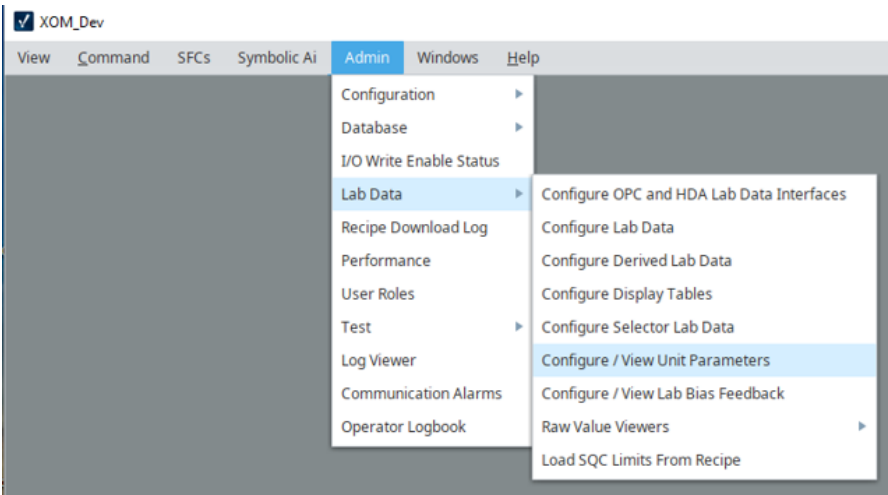 XOM_Dev
View Command SFCs Symbolic Ai Admin Windows Help
Configuration
Database
I/O Write Enable Status
Lab Data
Recipe Download Log
Performance
User Roles
Test
Log Viewer
Communication Alarms
Operator Logbook
Configure OPC and HDA Lab Data Interfaces
Configure Lab Data
Configure Derived Lab Data
Configure Display Tables
Configure Selector Lab Data
Configure / View Unit Parameters
Configure / View Lab Bias Feedback
Raw Value Viewers
Load SQC Limits From Recipe